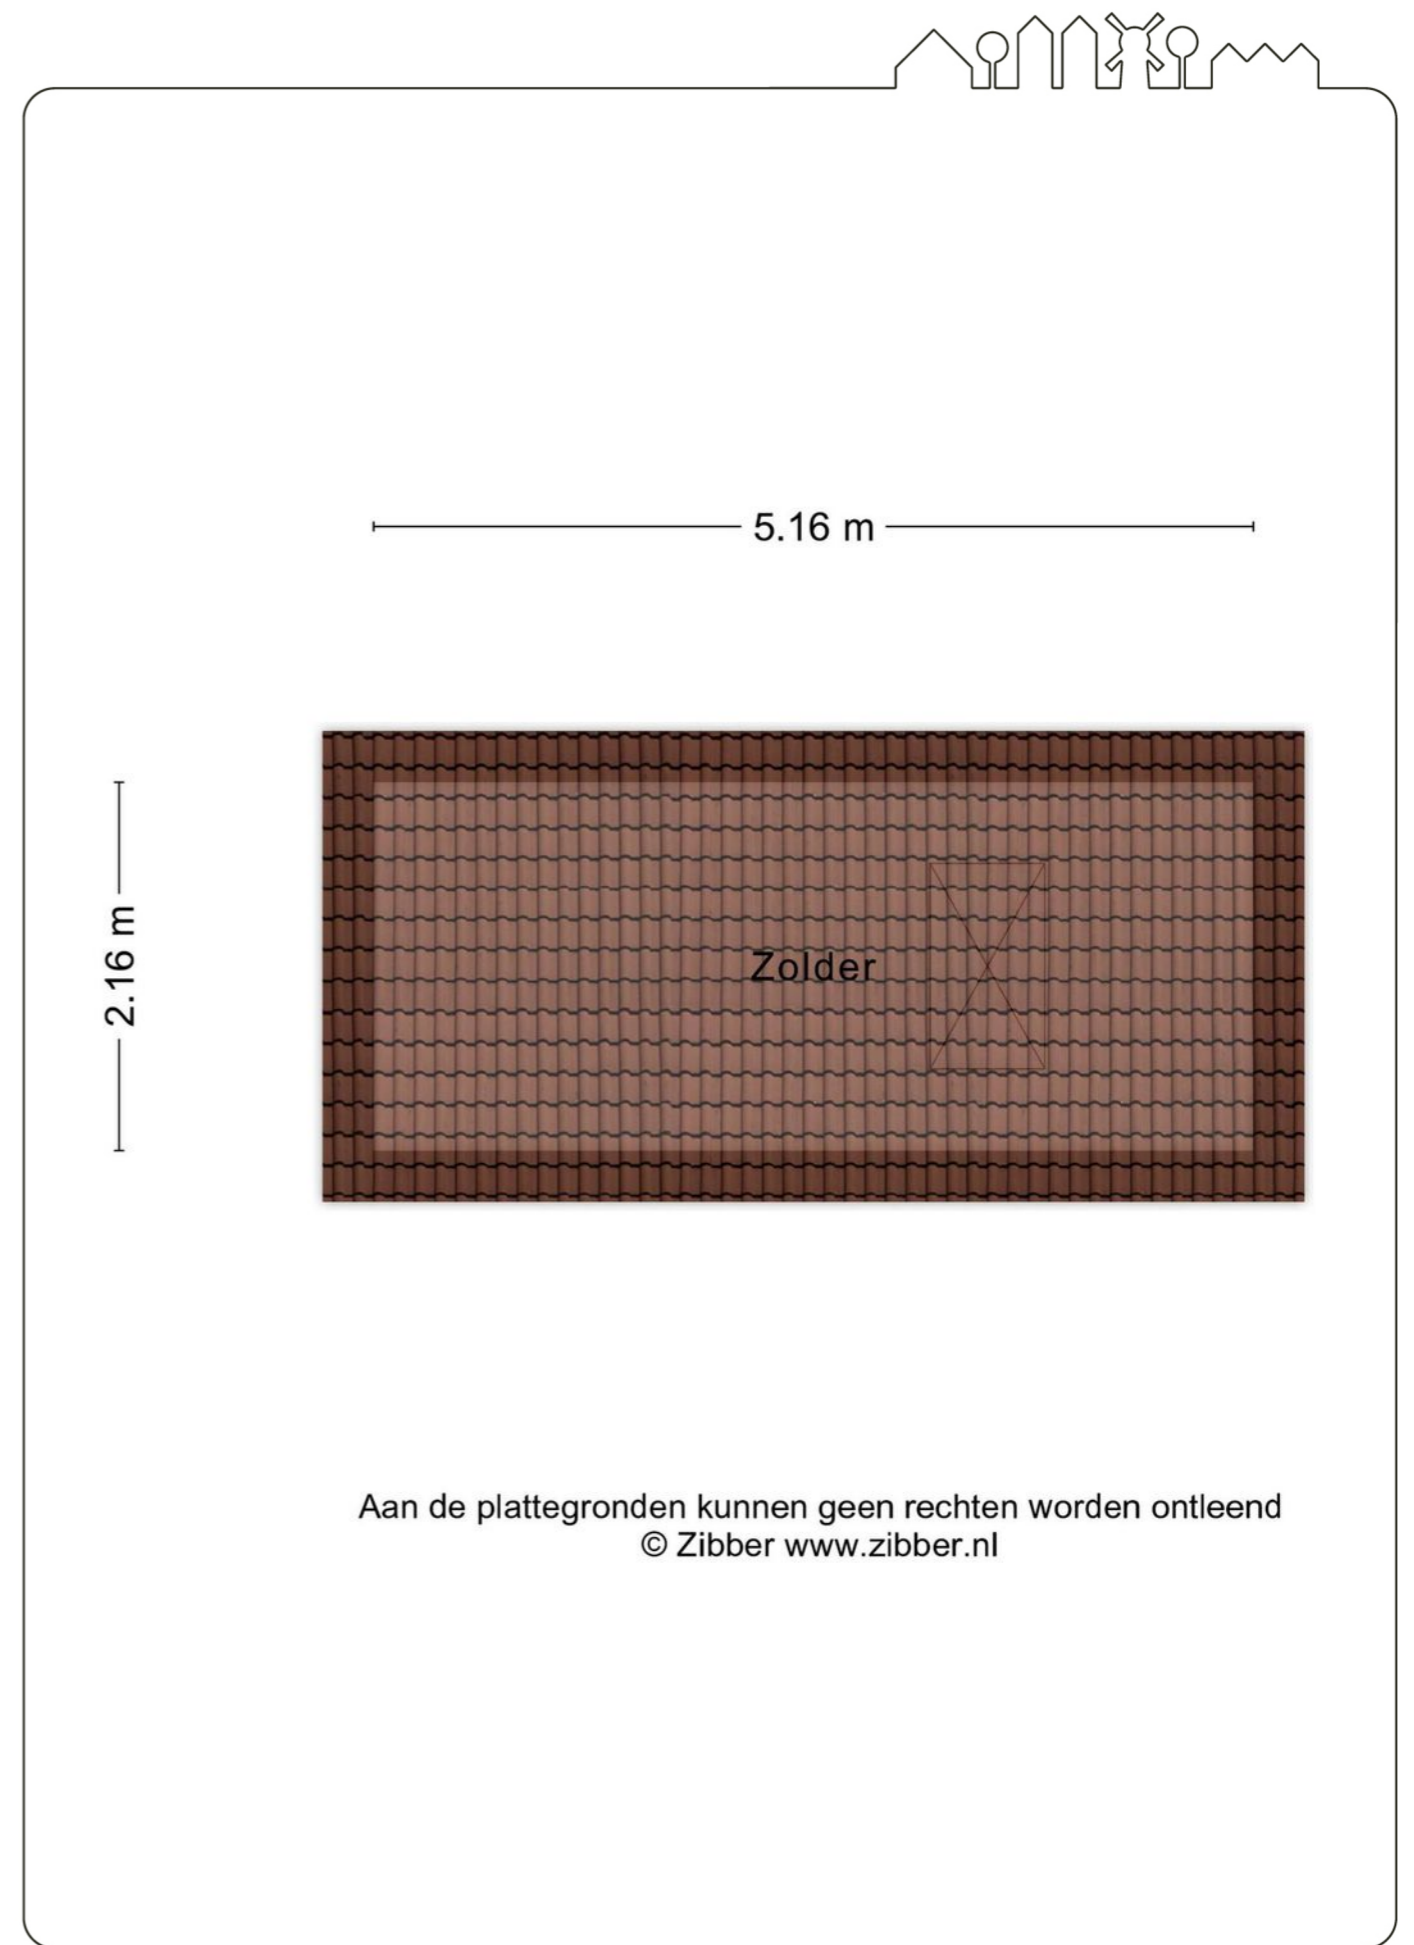 5.16 m
2.16 m
Zolder
Aan de plattegronden kunnen geen rechten worden ontleend
© Zibber www.zibber.nl